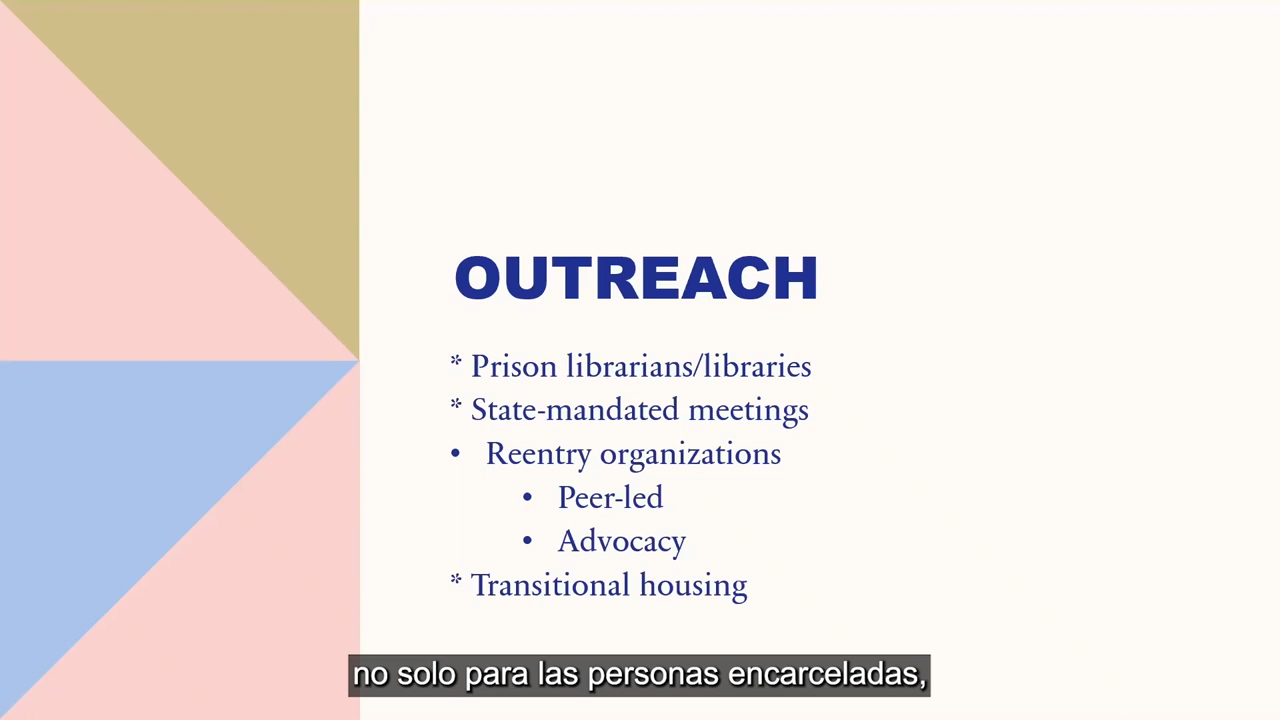 OUTREACH
* Prison librarians/libraries
* State-mandated meetings
• Reentry organizations
• Peer-led
• Advocacy
* Transitional housing
no solo para las personas encarceladas,